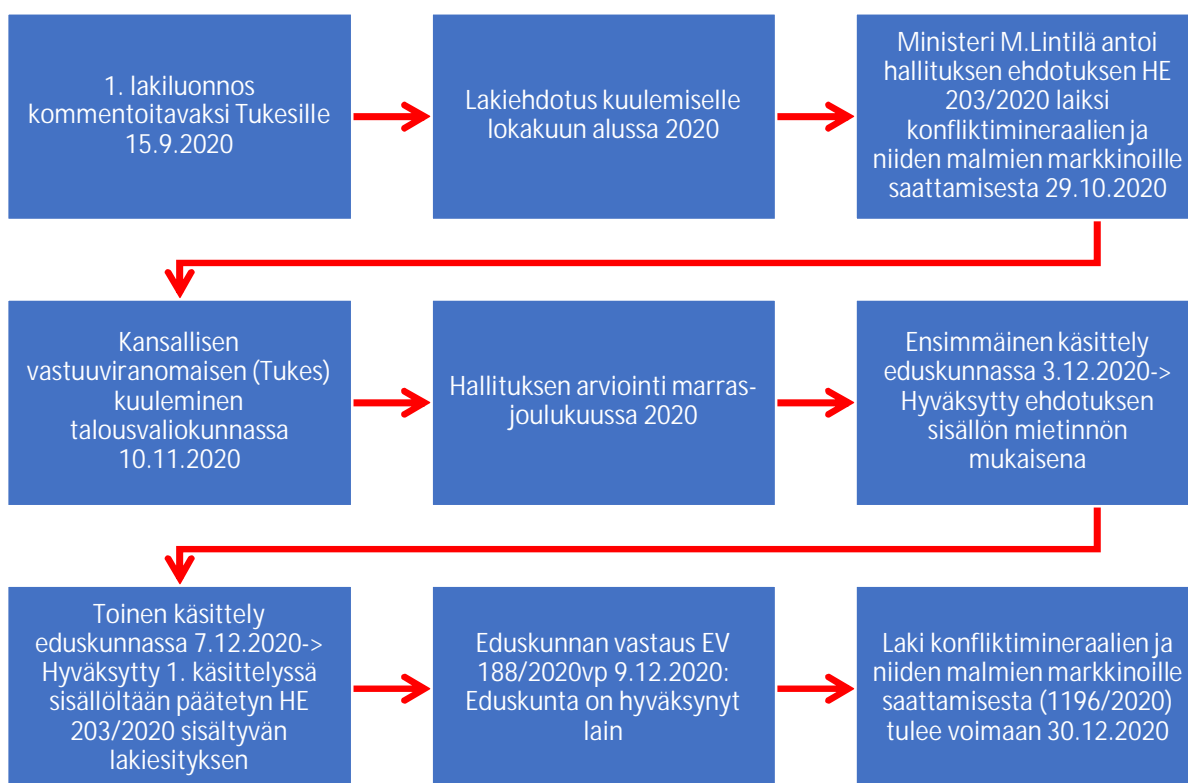 1. lakiluonnos
kommentoitavaksi Tukesille
15.9.2020
Lakiehdotus kuulemiselle
lokakuun alussa 2020
Ministeri M.Lintilä antoi
hallituksen ehdotuksen HE
203/2020 laiksi
konfliktimineraalien ja
niiden malmien markkinoille
saattamisesta 29.10.2020
Kansallisen
vastuuviranomaisen (Tukes)
kuuleminen
talousvaliokunnassa
10.11.2020
Hallituksen arviointi marras-
joulukuussa 2020
Ensimmäinen käsittely
eduskunnassa 3.12.2020->
Hyväksytty ehdotuksen
sisällön mietinnön
mukaisena
Toinen käsittely
eduskunnassa 7.12.2020->
Hyväksytty 1. käsittelyssä
sisällöltään päätetyn HE
203/2020 sisältyvän
lakiesityksen
Eduskunnan vastaus EV
188/2020vp 9.12.2020:
Eduskunta on hyväksynyt
lain
Laki konfliktimineraalien ja
niiden malmien markkinoille
saattamisesta (1196/2020)
tulee voimaan 30.12.2020